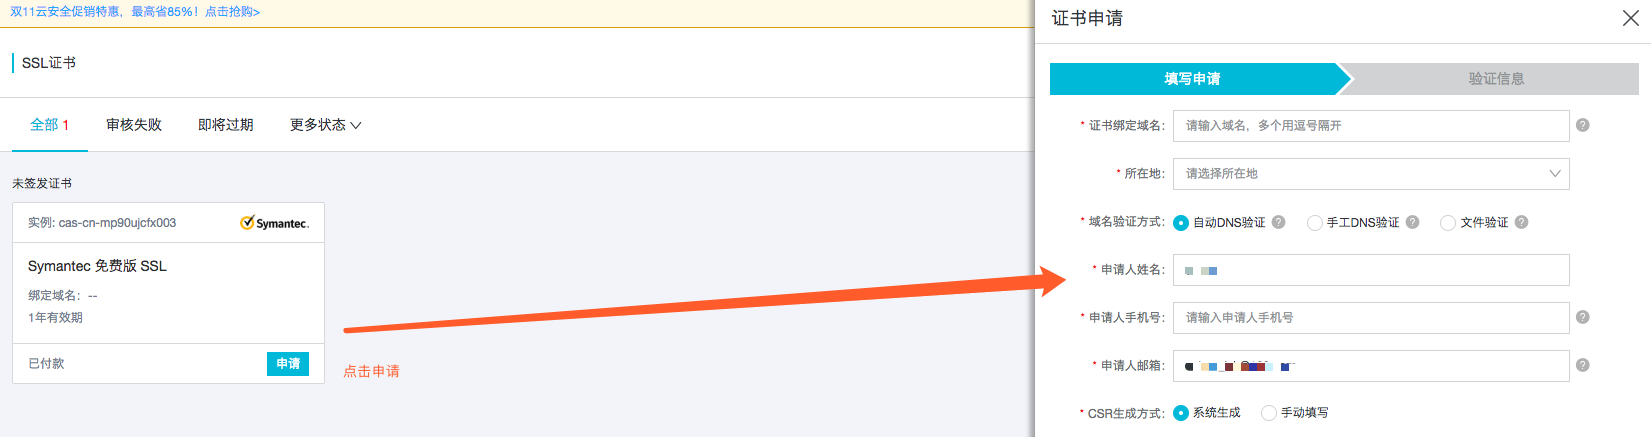 双11云安全促销特惠，最高省85%！点击抢购>
SSL证书
全部 1 审核失败 即将过期 更多状态
未签发证书
实例: cas-cn-mp90ujcfx003 Symantec.
Symantec 免费版 SSL
绑定域名：--
1年有效期
已付款 申请
点击申请
证书申请
填写申请 验证信息
* 证书绑定域名： 请输入域名，多个用逗号隔开 ?
* 所在地： 请选择所在地
* 域名验证方式： 自动DNS验证 ? 手工DNS验证 ? 文件验证 ?
* 申请人姓名：
* 申请人手机号： 请输入申请人手机号 ?
* 申请人邮箱： ?
* CSR生成方式： 系统生成 手动填写